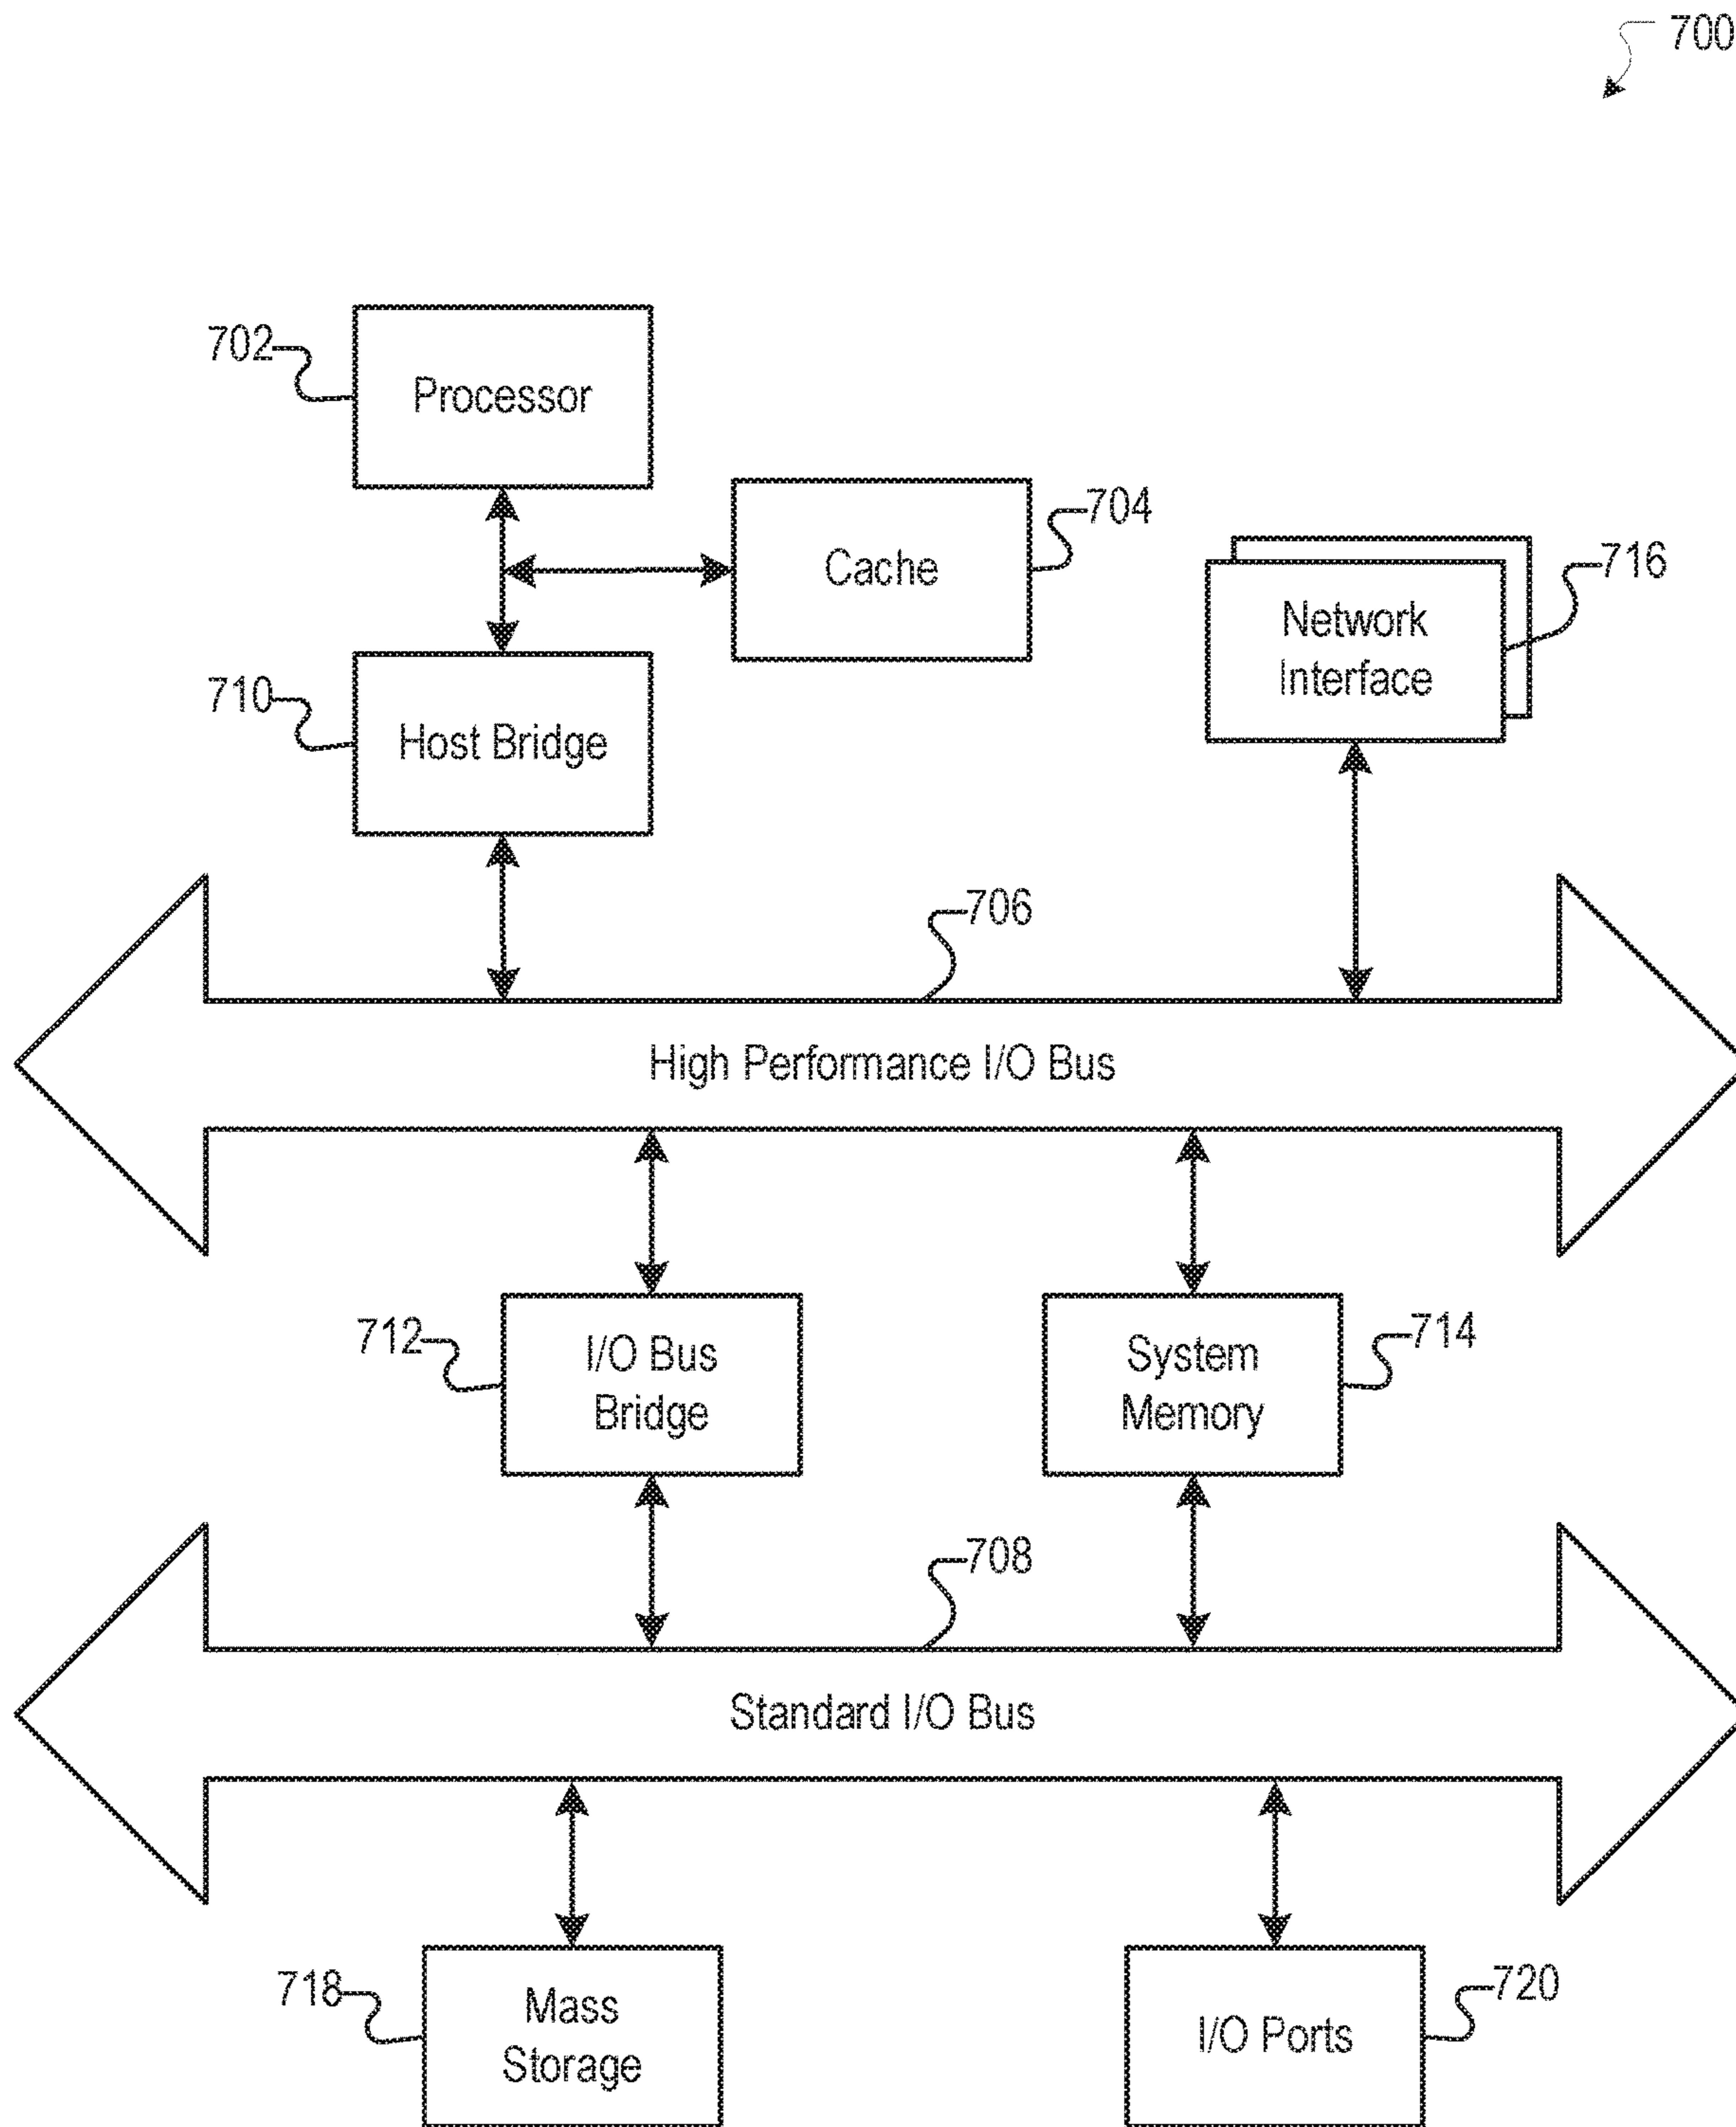 700
702
Processor
704
Cache
716
Network
Interface
710
Host Bridge
706
High Performance I/O Bus
712
I/O Bus
Bridge
714
System
Memory
708
Standard I/O Bus
718
Mass
Storage
720
I/O Ports